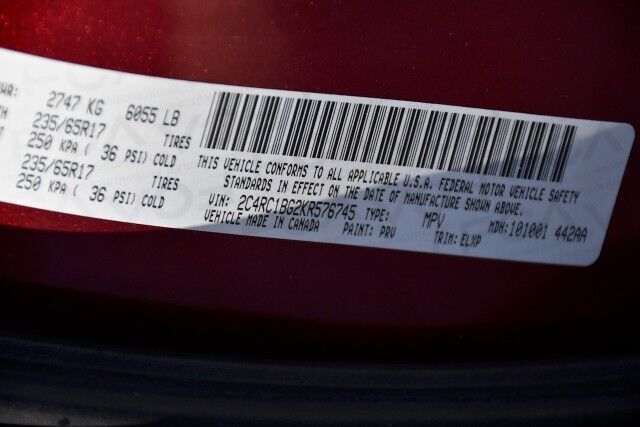 WR: 2747 KG 6055 LB
235/65R17 TIRES
250 KPA ( 36 PSI) COLD
235/65R17 TIRES
250 KPA ( 36 PSI) COLD
THIS VEHICLE CONFORMS TO ALL APPLICABLE U.S.A. FEDERAL MOTOR VEHICLE SAFETY
STANDARDS IN EFFECT ON THE DATE OF MANUFACTURE SHOWN ABOVE.
VIN: 2C4RC1BG2KR576745 TYPE: MPV MDH:101001 442AA
VEHICLE MADE IN CANADA PAINT: PRV TRIM: ELXP